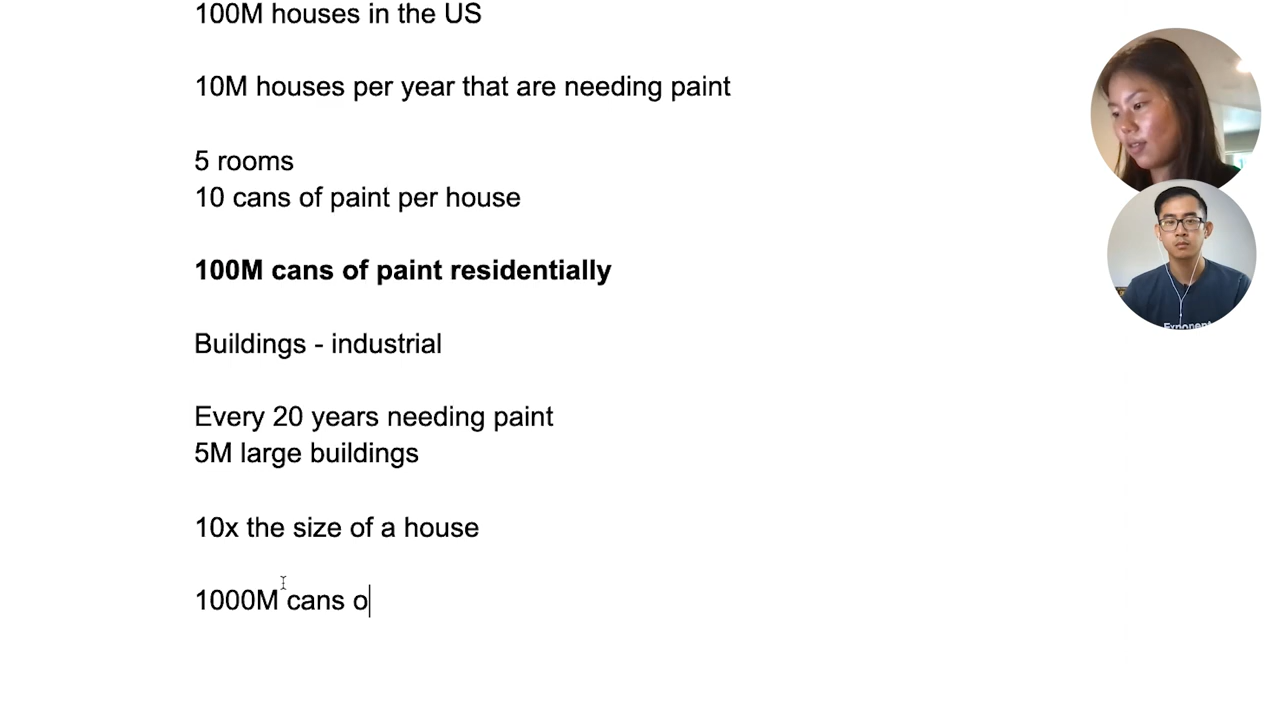 100M houses in the US
10M houses per year that are needing paint
5 rooms
10 cans of paint per house
100M cans of paint residentially
Buildings - industrial
Every 20 years needing paint
5M large buildings
10x the size of a house
1000M cans o
Exponent